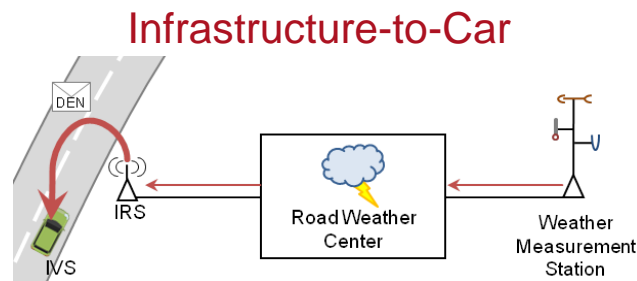 Infrastructure-to-Car
DEN
IRS
IVS
Road Weather
Center
Weather
Measurement
Station